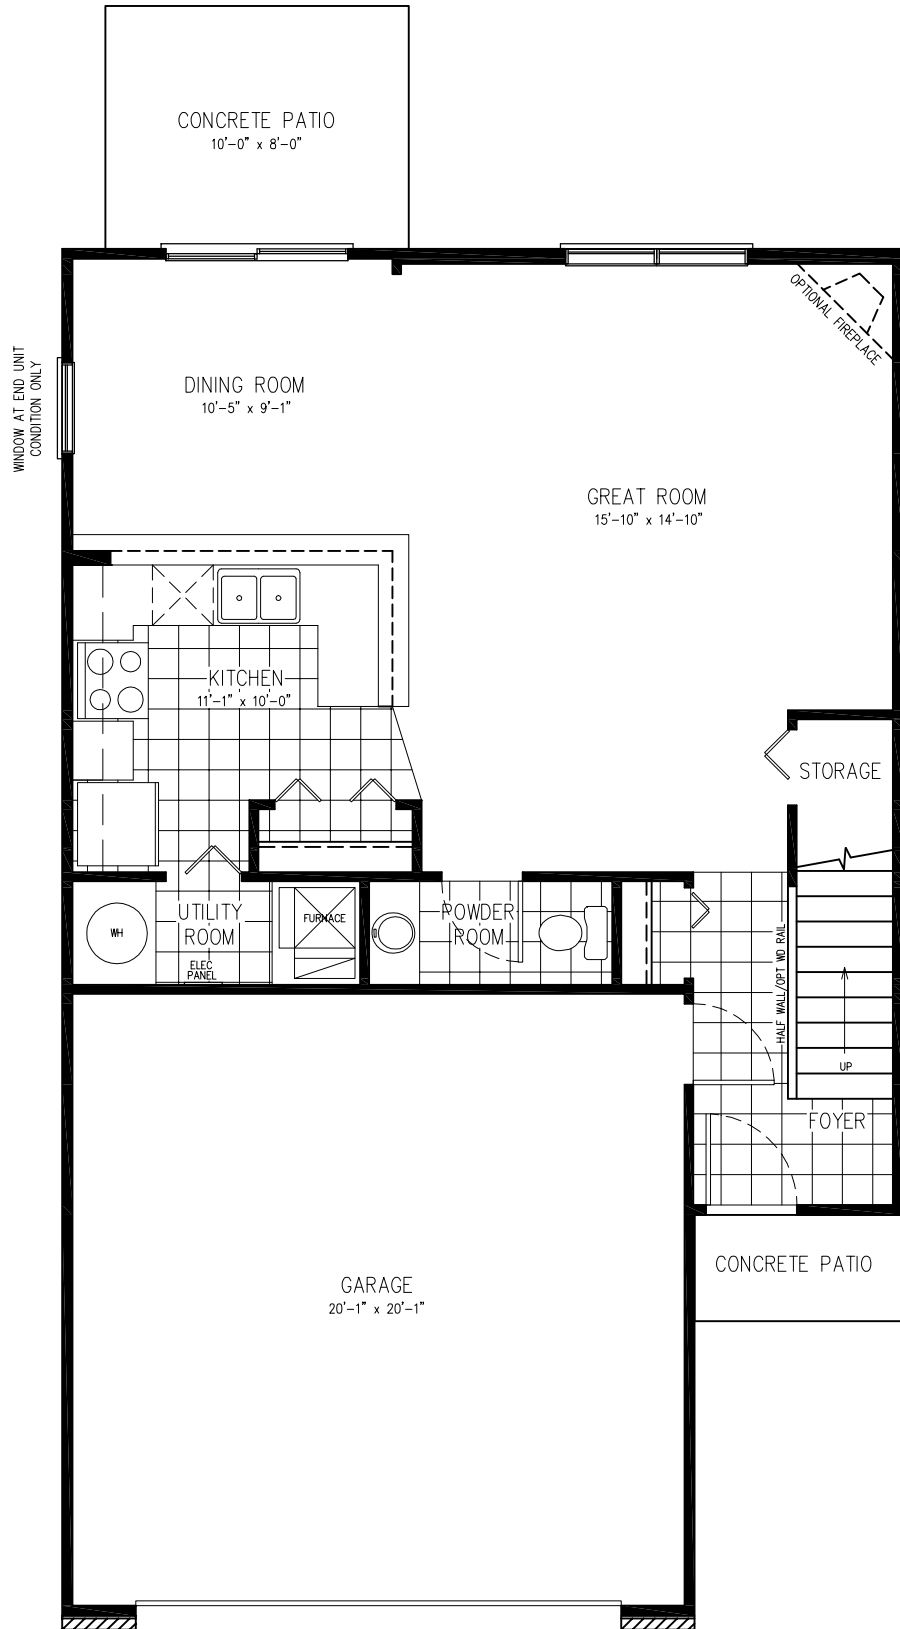 CONCRETE PATIO
10'-0" x 8'-0"
OPTIONAL FIREPLACE
WINDOW AT END UNIT
CONDITION ONLY
DINING ROOM
10'-5" x 9'-1"
GREAT ROOM
15'-10" x 14'-10"
KITCHEN
11'-1" x 10'-0"
STORAGE
WH
UTILITY
ROOM
ELEC
PANEL
FURNACE
POWDER
ROOM
HALF WALL/OPT WD RAIL
UP
FOYER
CONCRETE PATIO
GARAGE
20'-1" x 20'-1"